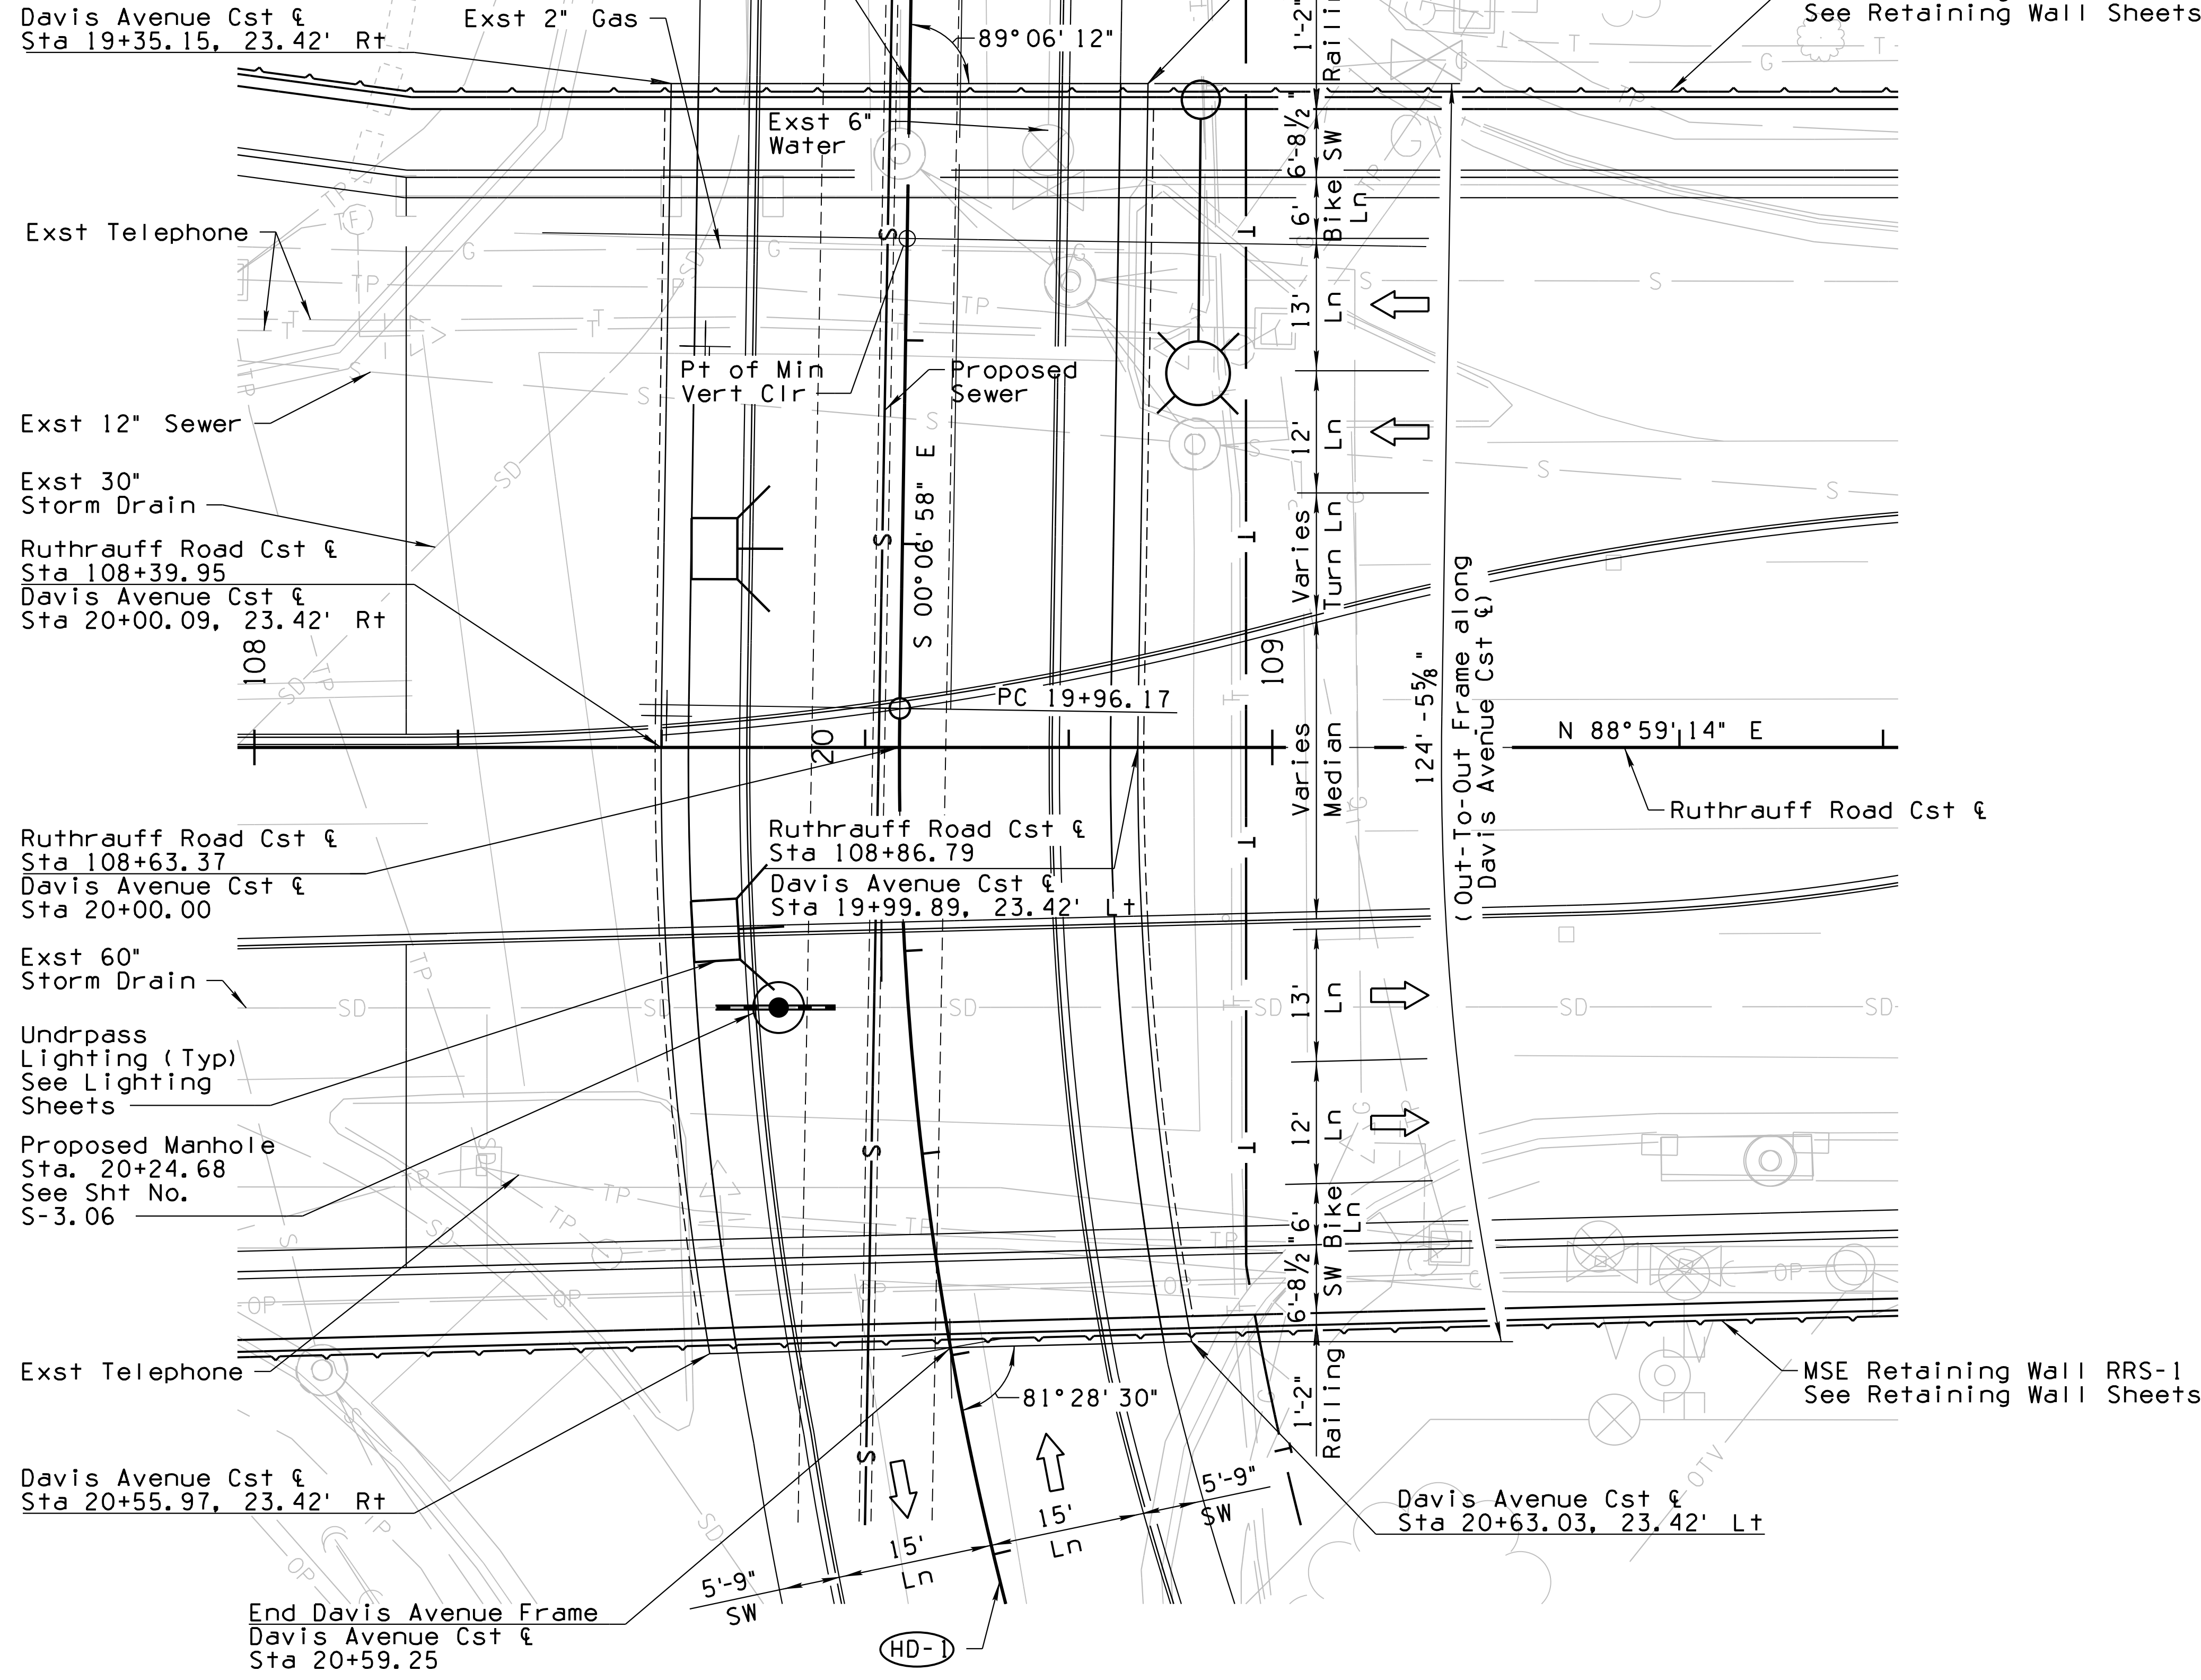 Davis Avenue Cst ℄
Sta 19+35.15, 23.42' Rt
Exst 2" Gas
89°06'12"
See Retaining Wall Sheets
Exst 6"
Water
Exst Telephone
Pt of Min
Vert Clr
Proposed
Sewer
Exst 12" Sewer
Exst 30"
Storm Drain
Ruthrauff Road Cst ℄
Sta 108+39.95
Davis Avenue Cst ℄
Sta 20+00.09, 23.42' Rt
S 00°06'58" E
108
109
20
PC 19+96.17
N 88°59'14" E
Ruthrauff Road Cst ℄
Ruthrauff Road Cst ℄
Sta 108+63.37
Davis Avenue Cst ℄
Sta 20+00.00
Ruthrauff Road Cst ℄
Sta 108+86.79
Davis Avenue Cst ℄
Sta 19+99.89, 23.42' Lt
Exst 60"
Storm Drain
Undrpass
Lighting (Typ)
See Lighting
Sheets
Proposed Manhole
Sta. 20+24.68
See Sht No.
S-3.06
Exst Telephone
Davis Avenue Cst ℄
Sta 20+55.97, 23.42' Rt
End Davis Avenue Frame
Davis Avenue Cst ℄
Sta 20+59.25
HD-1
81°28'30"
5'-9"
SW
15'
Ln
15'
Ln
5'-9"
SW
Davis Avenue Cst ℄
Sta 20+63.03, 23.42' Lt
MSE Retaining Wall RRS-1
See Retaining Wall Sheets
1'-2"
6'-8½"
SW
6'
Bike
Ln
13'
Ln
12'
Ln
Varies
Turn Ln
Varies
Median
13'
Ln
12'
Ln
6'
Bike
Ln
6'-8½"
SW
1'-2"
Railing
124'-5⅝"
(Out-To-Out Frame along
Davis Avenue Cst ℄)